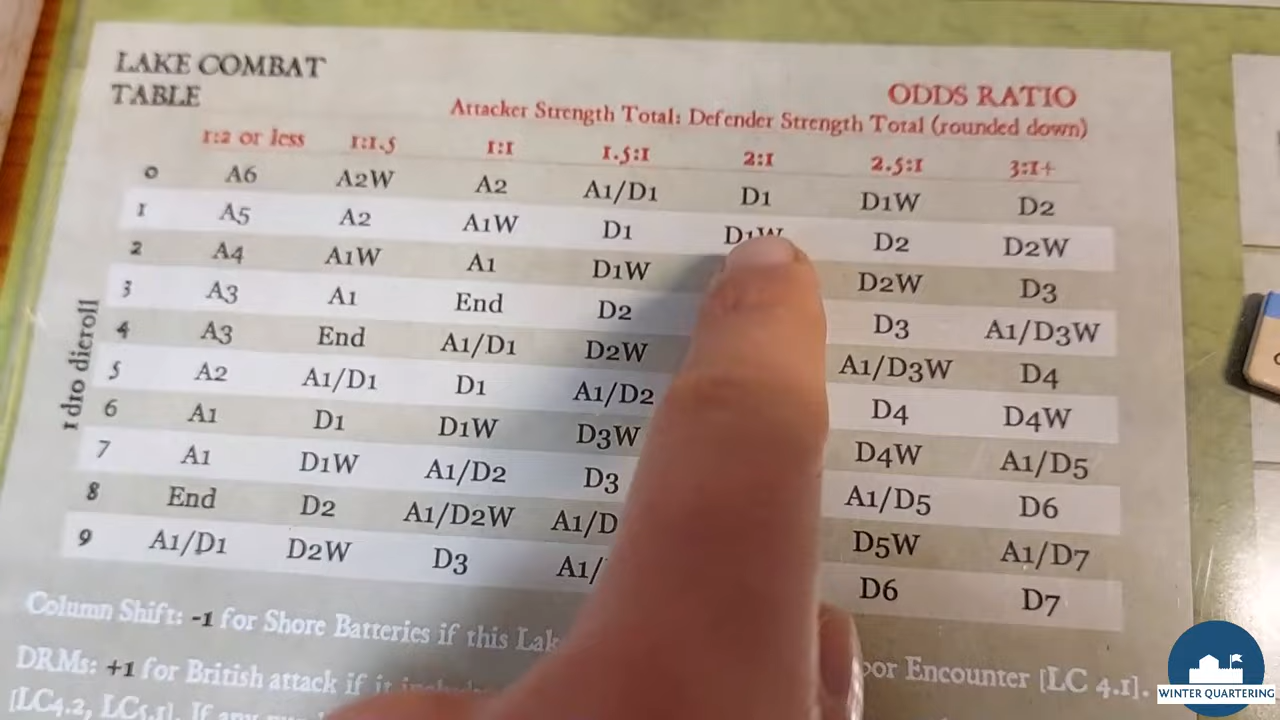 LAKE COMBAT
TABLE
ODDS RATIO
Attacker Strength Total: Defender Strength Total (rounded down)
1:2 or less 1:1.5 1:1 1.5:1 2:1 2.5:1 3:1+
1 d10 dieroll
0 A6 A2W A2 A1/D1 D1 D1W D2
1 A5 A2 A1W D1 D1W D2 D2W
2 A4 A1W A1 D1W D2W D3
3 A3 A1 End D2 D3 A1/D3W
4 A3 End A1/D1 D2W A1/D3W D4
5 A2 A1/D1 D1 A1/D2 D4 D4W
6 A1 D1 D1W D3W D4W A1/D5
7 A1 D1W A1/D2 D3 A1/D5 D6
8 End D2 A1/D2W A1/D D5W A1/D7
9 A1/D1 D2W D3 A1/ D6 D7
Column Shift: -1 for Shore Batteries if this Encounter [LC 4.1].
DRMs: +1 for British attack if it
[LC4.2, LC5.1]. If any
WINTER QUARTERING